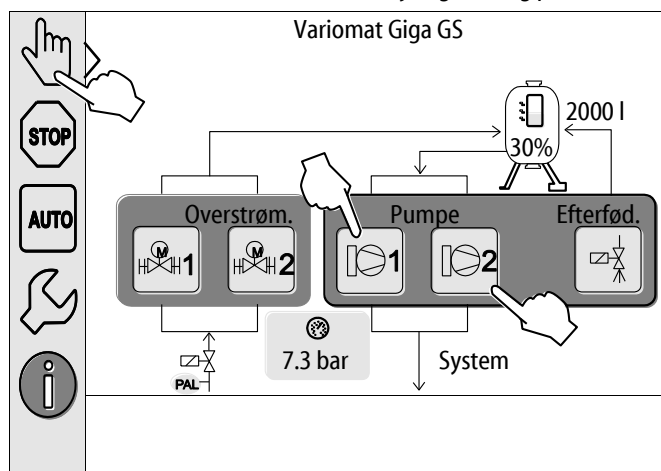 Variomat Giga GS
STOP
2000 l
30%
AUTO
Overstrøm.
Pumpe
Efterfød.
M
1
M
2
1
2
7.3 bar
System
PAL
i